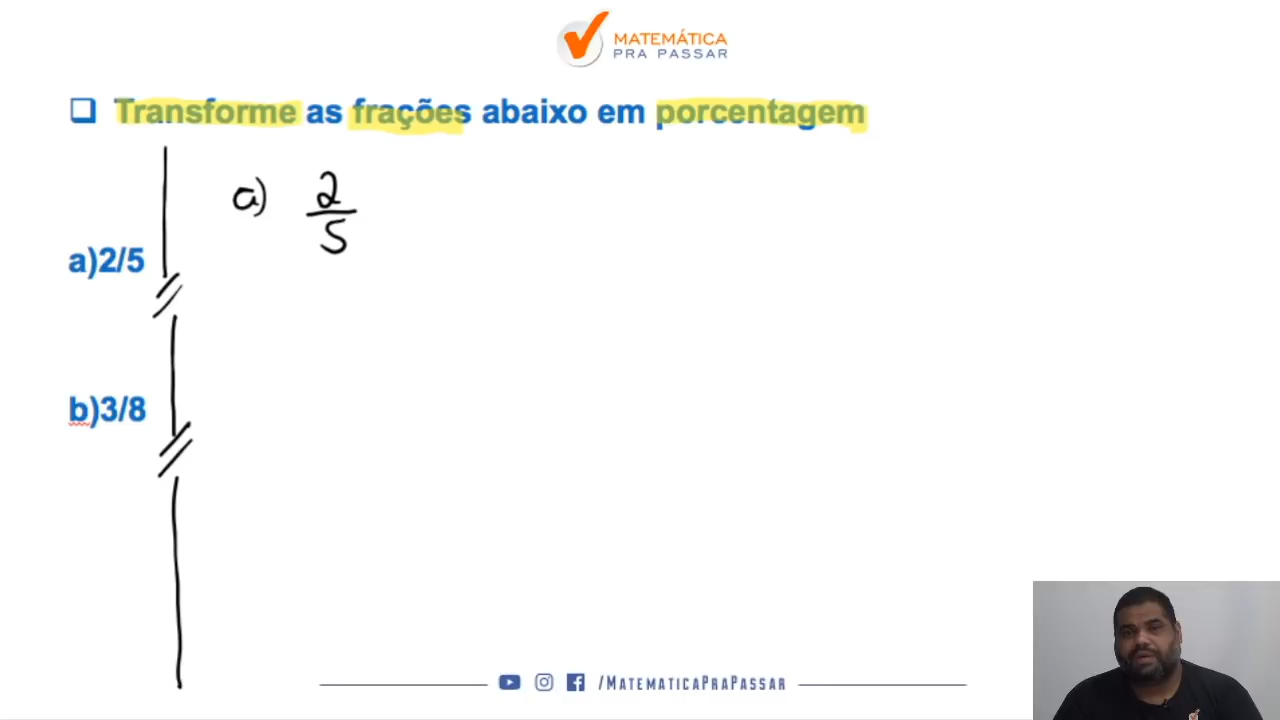 MATEMÁTICA
PRA PASSAR
Transforme as frações abaixo em porcentagem
a) 2/5
a)2/5
b)3/8
/MATEMATICAPRAPASSAR